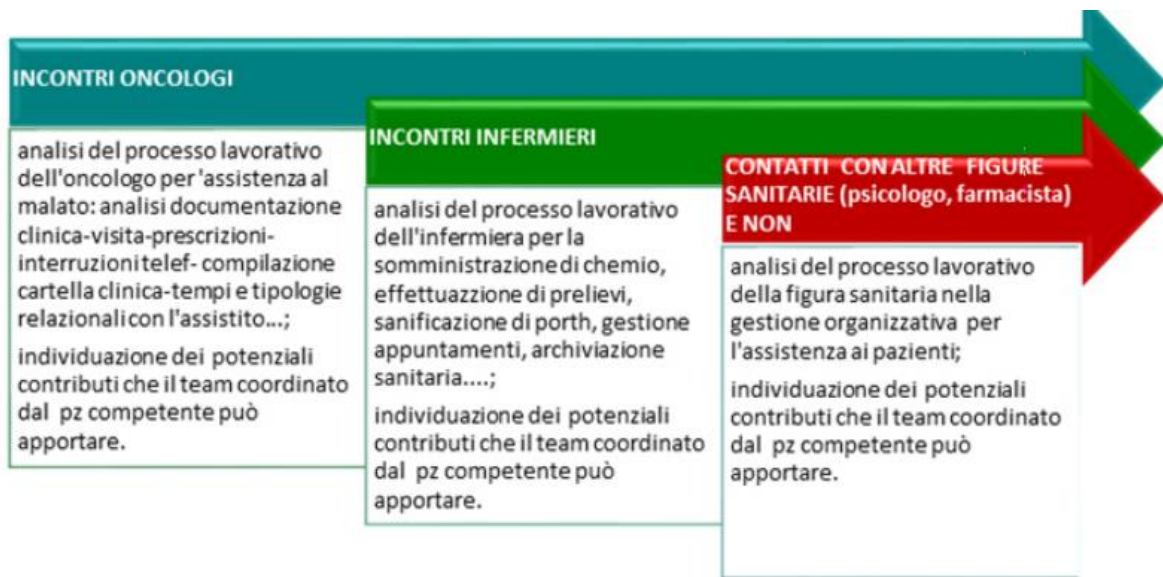 INCONTRI ONCOLOGI
analisi del processo lavorativo
dell'oncologo per 'assistenza al
malato: analisi documentazione
clinica-visita-prescrizioni-
interruzioni telef- compilazione
cartella clinica-tempi e tipologie
relazionali con l'assistito...;
individuazione dei potenziali
contributi che il team coordinato
dal pz competente può
apportare.
INCONTRI INFERMIERI
analisi del processo lavorativo
dell'infermiera per la
somministrazione di chemio,
effettuazzione di prelievi,
sanificazione di porth, gestione
appuntamenti, archiviazione
sanitaria....;
individuazione dei potenziali
contributi che il team coordinato
dal pz competente può
apportare.
CONTATTI CON ALTRE FIGURE
SANITARIE (psicologo, farmacista)
E NON
analisi del processo lavorativo
della figura sanitaria nella
gestione organizzativa per
l'assistenza ai pazienti;
individuazione dei potenziali
contributi che il team coordinato
dal pz competente può
apportare.